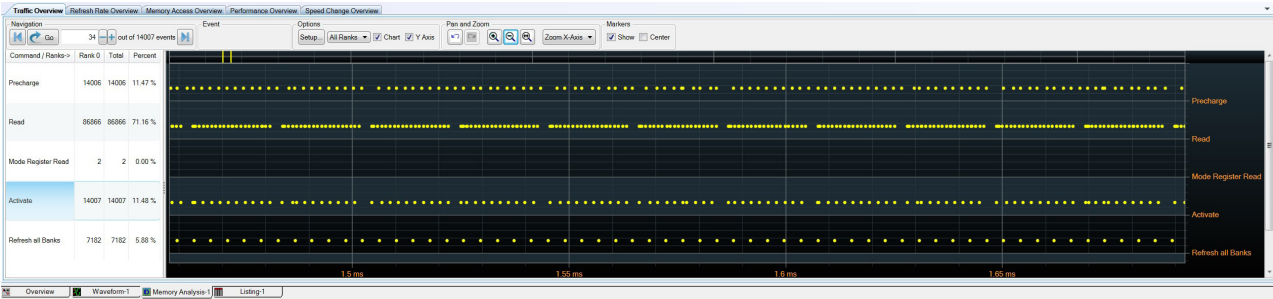 Traffic Overview Refresh Rate Overview Memory Access Overview Performance Overview Speed Change Overview
Navigation Event Options Pan and Zoom Markers
Go 34 out of 14007 events Setup... All Ranks Chart Y Axis Zoom X-Axis Show Center
Command / Ranks-> Rank 0 Total Percent
Precharge 14006 14006 11.47 %
Precharge
Read 86866 86866 71.16 %
Read
Mode Register Read 2 2 0.00 %
Mode Register Read
Activate 14007 14007 11.48 %
Activate
Refresh all Banks 7182 7182 5.88 %
Refresh all Banks
1.5 ms 1.55 ms 1.6 ms 1.65 ms
Overview Waveform-1 Memory Analysis-1 Listing-1